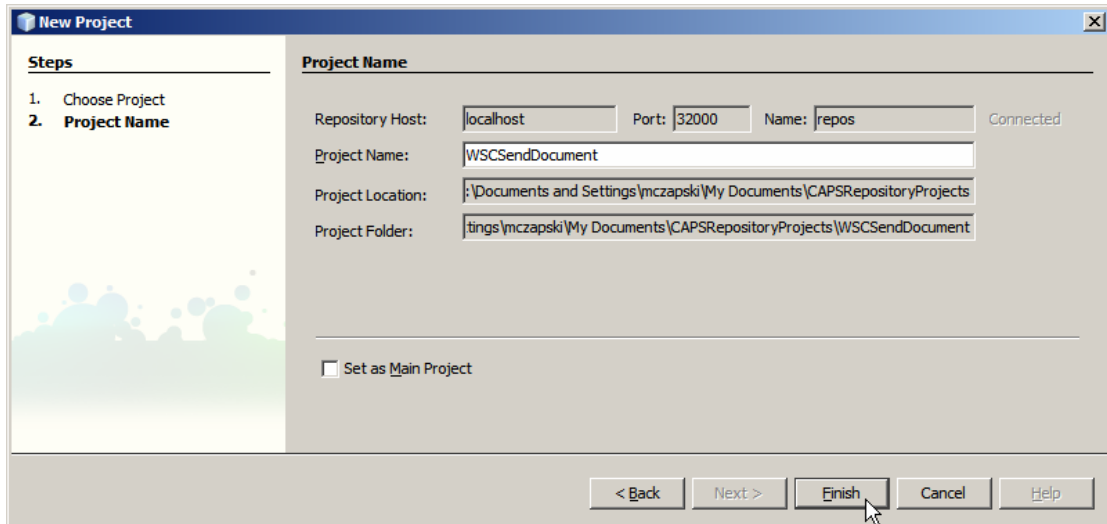 New Project
Steps
1. Choose Project
2. Project Name
Project Name
Repository Host: localhost Port: 32000 Name: repos Connected
Project Name: WSCSendDocument
Project Location: :\Documents and Settings\mczapski\My Documents\CAPSRepositoryProjects
Project Folder: tings\mczapski\My Documents\CAPSRepositoryProjects\WSCSendDocument
Set as Main Project
< Back Next > Finish Cancel Help